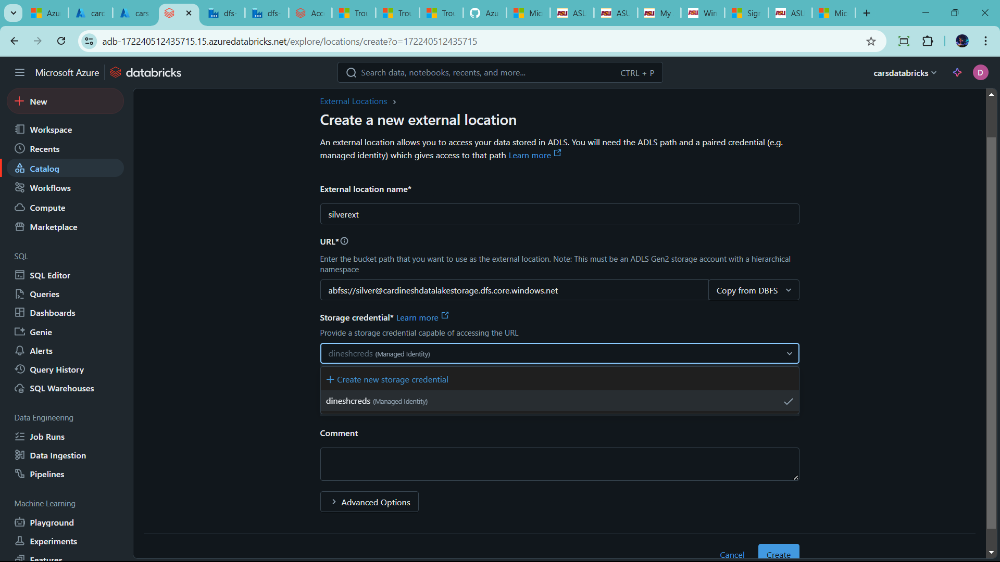 Azu
card
cars
dfs-
dfs-
Acc
Trou
Trou
Trou
Azu
Mic
ASU
ASU
My
Win
Sign
ASU
Mic
adb-172240512435715.15.azuredatabricks.net/explore/locations/create?o=172240512435715
Microsoft Azure
databricks
Search data, notebooks, recents, and more...
CTRL + P
carsdatabricks
D
New
Workspace
Recents
Catalog
Workflows
Compute
Marketplace
SQL
SQL Editor
Queries
Dashboards
Genie
Alerts
Query History
SQL Warehouses
Data Engineering
Job Runs
Data Ingestion
Pipelines
Machine Learning
Playground
Experiments
Features
External Locations
Create a new external location
An external location allows you to access your data stored in ADLS. You will need the ADLS path and a paired credential (e.g.
managed identity) which gives access to that path Learn more
External location name*
silverext
URL*
Enter the bucket path that you want to use as the external location. Note: This must be an ADLS Gen2 storage account with a hierarchical
namespace
abfss://silver@cardineshdatalakestorage.dfs.core.windows.net
Copy from DBFS
Storage credential* Learn more
Provide a storage credential capable of accessing the URL
dineshcreds (Managed Identity)
Create new storage credential
dineshcreds (Managed Identity)
Comment
Advanced Options
Cancel
Create